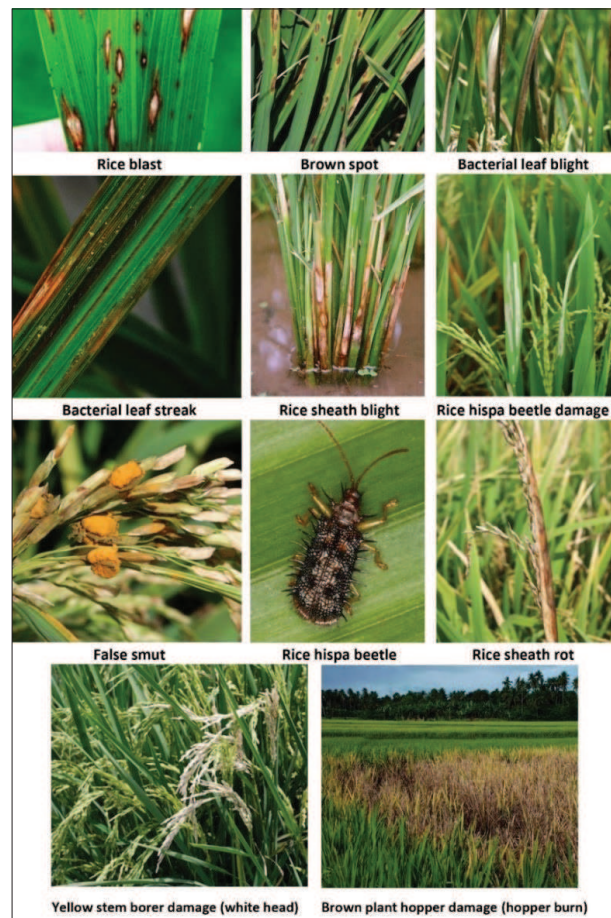 Rice blast
Brown spot
Bacterial leaf blight
Bacterial leaf streak
Rice sheath blight
Rice hispa beetle damage
False smut
Rice hispa beetle
Rice sheath rot
Yellow stem borer damage (white head)
Brown plant hopper damage (hopper burn)